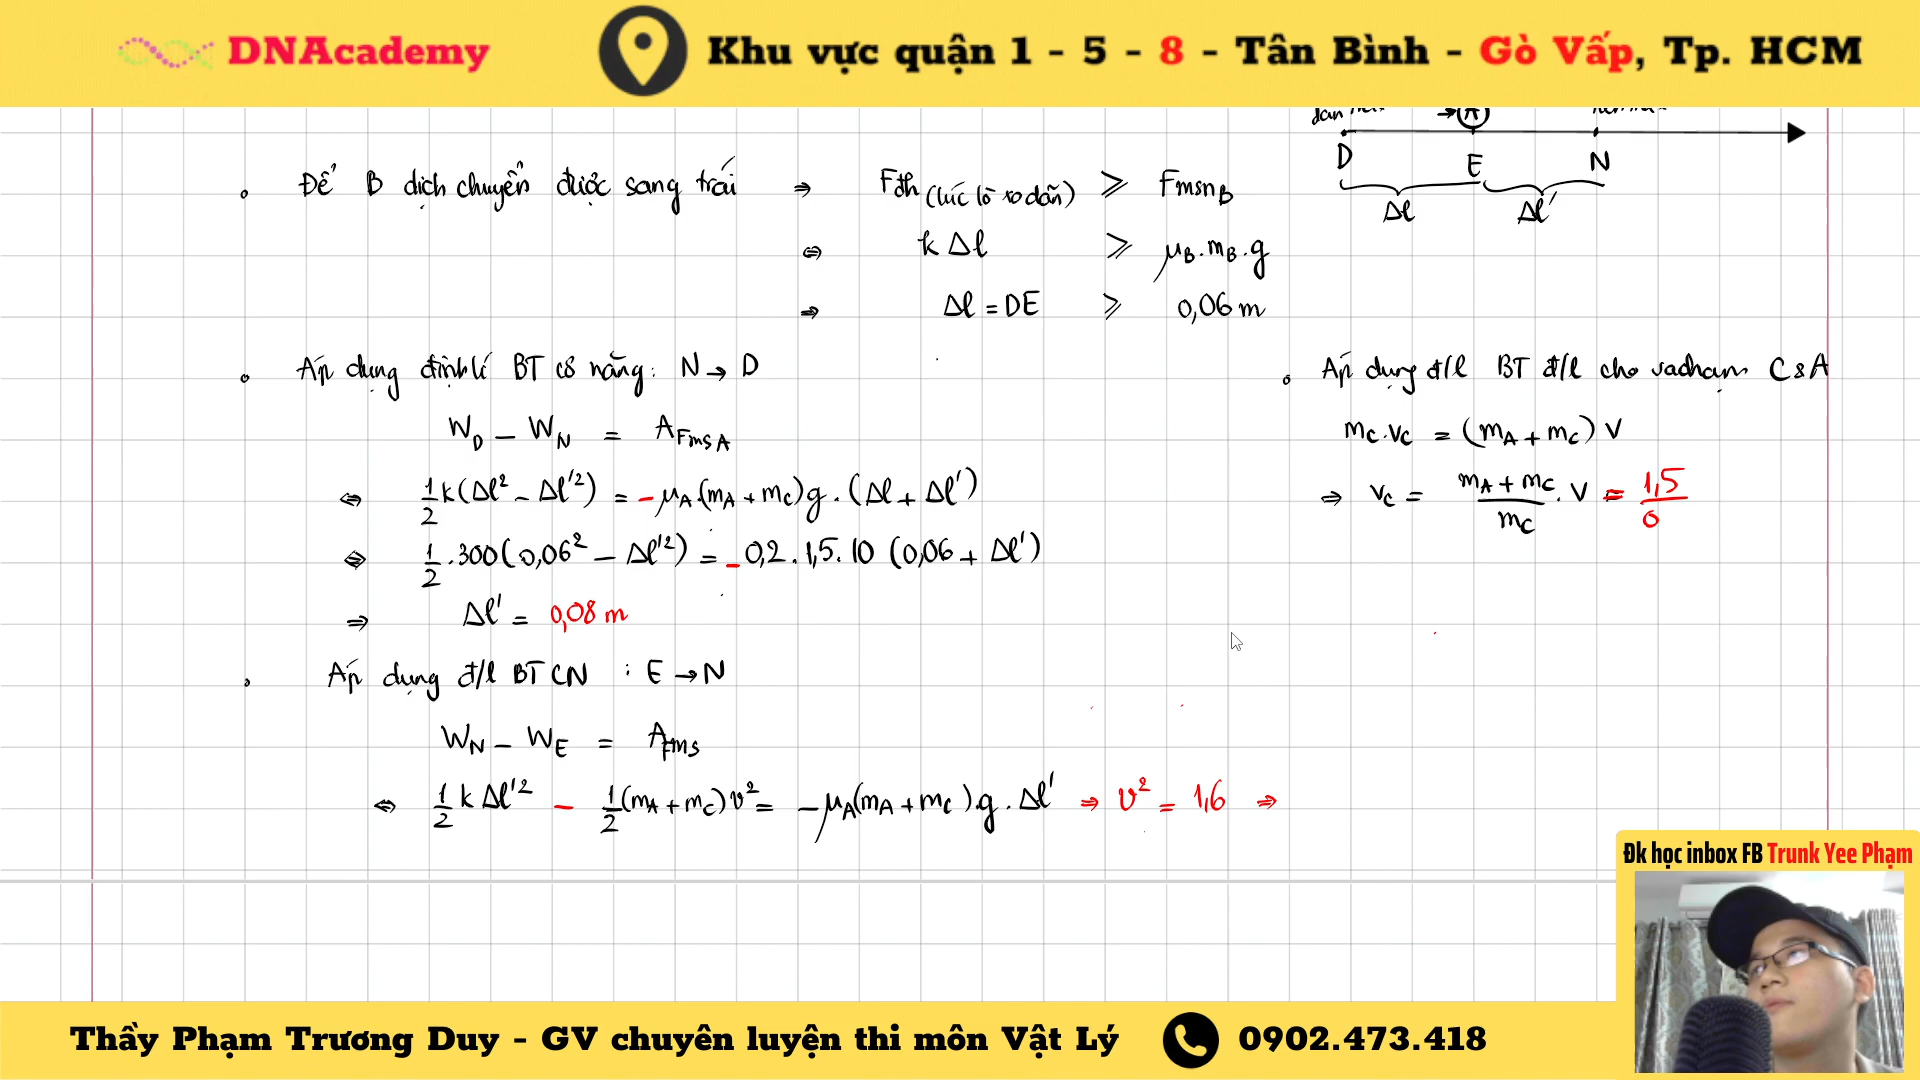 DNAcademy
Khu vực quận 1 - 5 - 8 - Tân Bình - Gò Vấp, Tp. HCM
A
D E N
Δl Δl'
Để B dịch chuyển được sang trái ⇒ Fđh (lúc lò xo dãn) ⩾ FmsnB
⇔ kΔl ⩾ μB.mB.g
⇒ Δl = DE ⩾ 0,06 m
Áp dụng định lí BT cơ năng: N → D
WD – WN = AFmsA
⇔ 1/2 k(Δl² – Δl'²) = –μA(mA + mC)g.(Δl + Δl')
⇔ 1/2 .300(0,06² – Δl'²) = –0,2.1,5.10 (0,06 + Δl')
⇒ Δl' = 0,08 m
Áp dụng đ/l BTCN : E → N
WN – WE = AFms
⇔ 1/2 kΔl'² – 1/2 (mA + mC)v² = –μA(mA + mC).g.Δl' ⇒ v² = 1,6 ⇒
Áp dụng đ/l BT đ/l cho va chạm C & A
mC.vC = (mA + mC) V
⇒ vC = (mA + mC)/mC . V = 1,5/0
Đk học inbox FB Trunk Yee Phạm
Thầy Phạm Trương Duy - GV chuyên luyện thi môn Vật Lý
0902.473.418